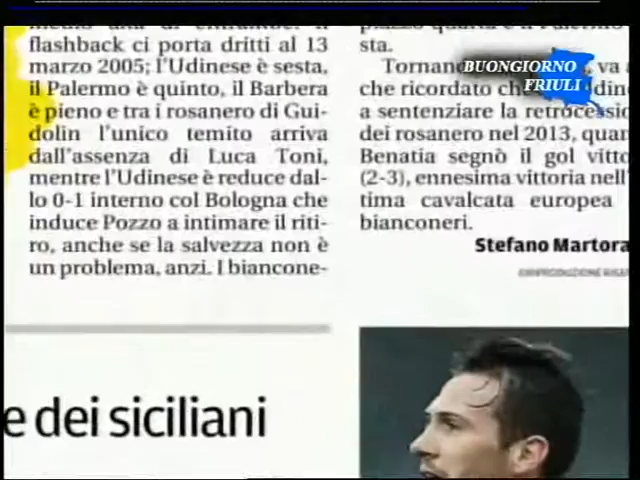 flashback ci porta dritti al 13
marzo 2005; l'Udinese è sesta,
il Palermo è quinto, il Barbera
è pieno e tra i rosanero di Gui-
dolin l'unico temito arriva
dall'assenza di Luca Toni,
mentre l'Udinese è reduce dal-
lo 0-1 interno col Bologna che
induce Pozzo a intimare il riti-
ro, anche se la salvezza non è
un problema, anzi. I biancone-
sta.
Tornand va a
che ricordato ch
a sentenziare la retrocessio
dei rosanero nel 2013, quan
Benatia segnò il gol vitto
(2-3), ennesima vittoria nell'
tima cavalcata europea
bianconeri.
Stefano Martora
BUONGIORNO
FRIULI
e dei siciliani